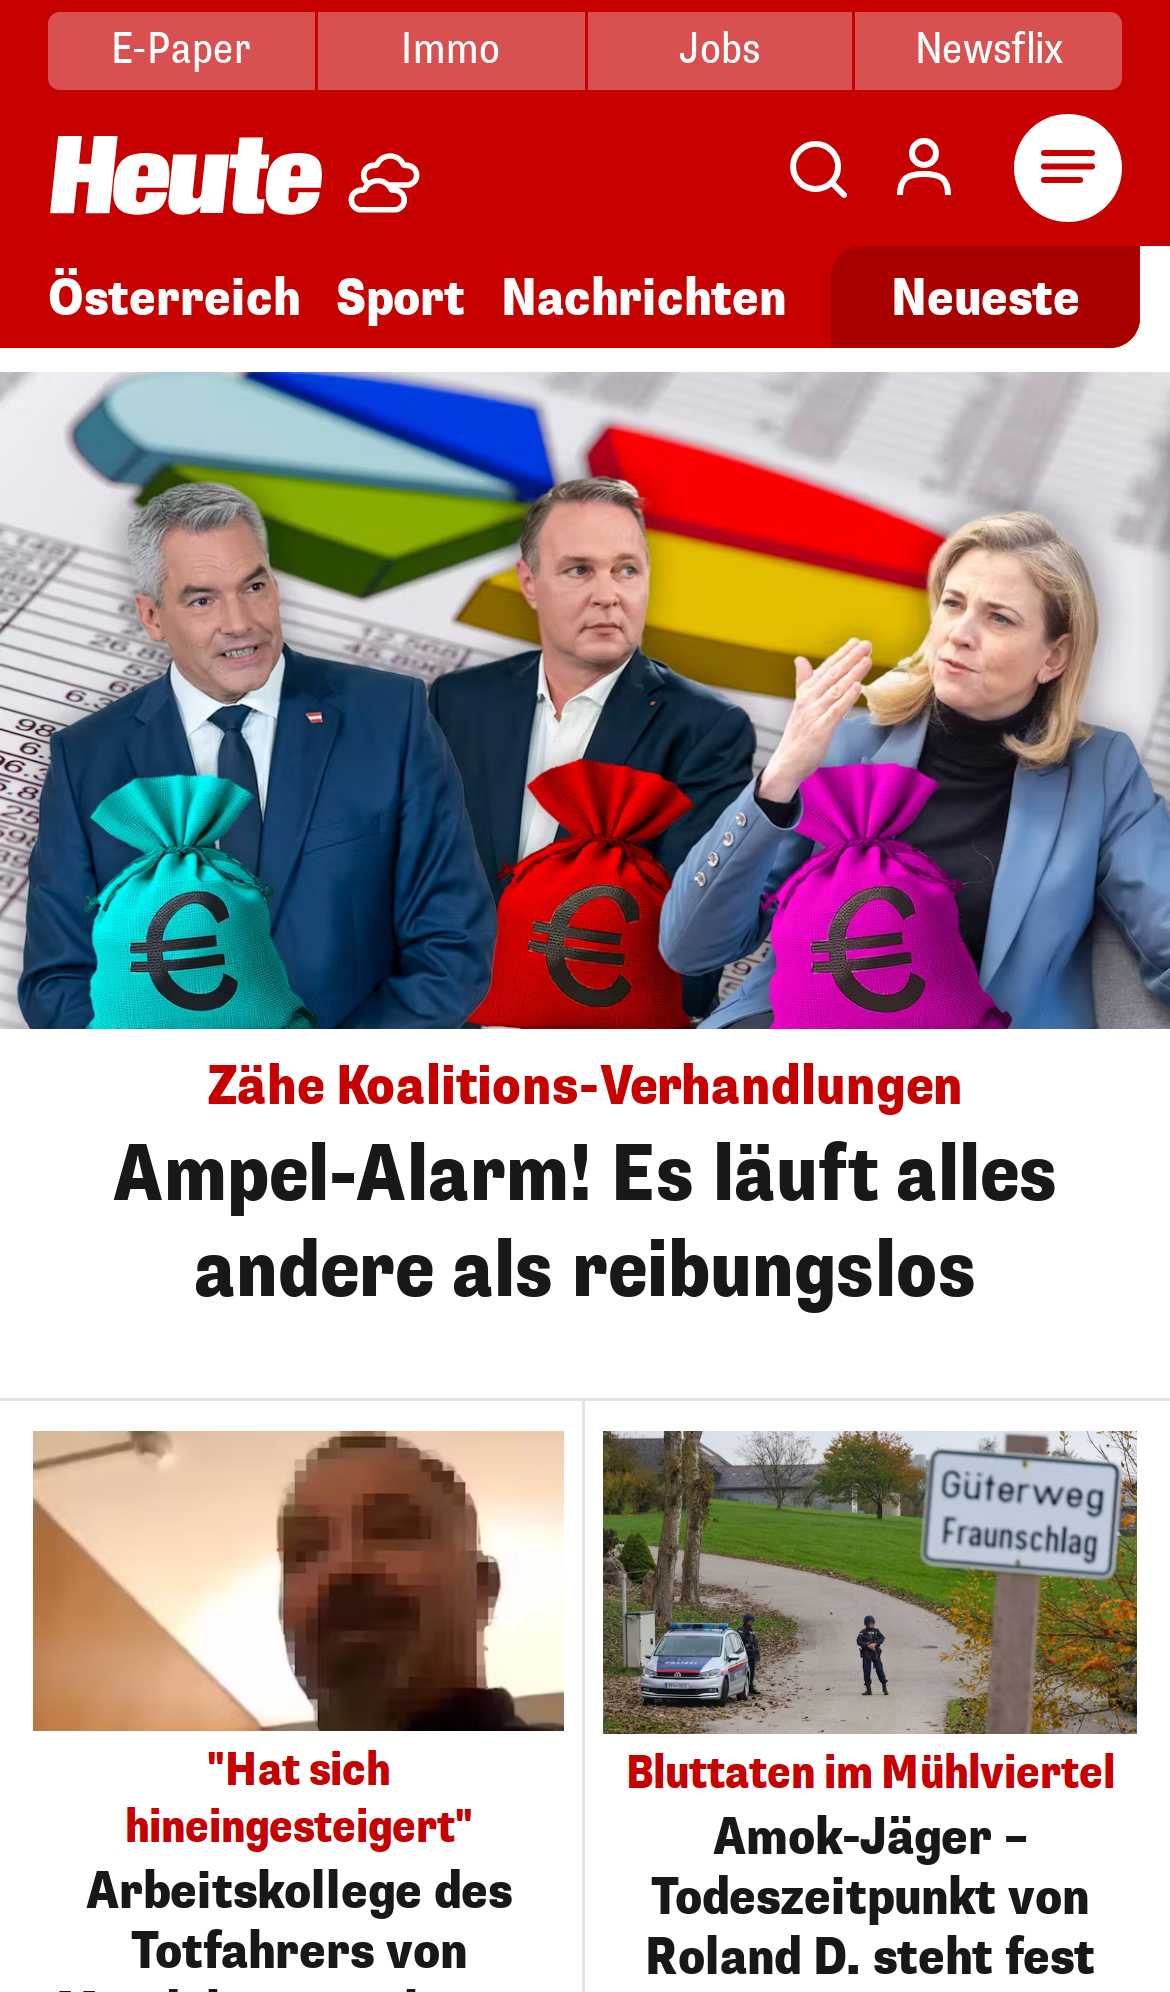 E-Paper
Immo
Jobs
Newsflix
Heute
Österreich
Sport
Nachrichten
Neueste
Zähe Koalitions-Verhandlungen
Ampel-Alarm! Es läuft alles
andere als reibungslos
Güterweg
Fraunschlag
"Hat sich
hineingesteigert"
Arbeitskollege des
Totfahrers von
Bluttaten im Mühlviertel
Amok-Jäger –
Todeszeitpunkt von
Roland D. steht fest